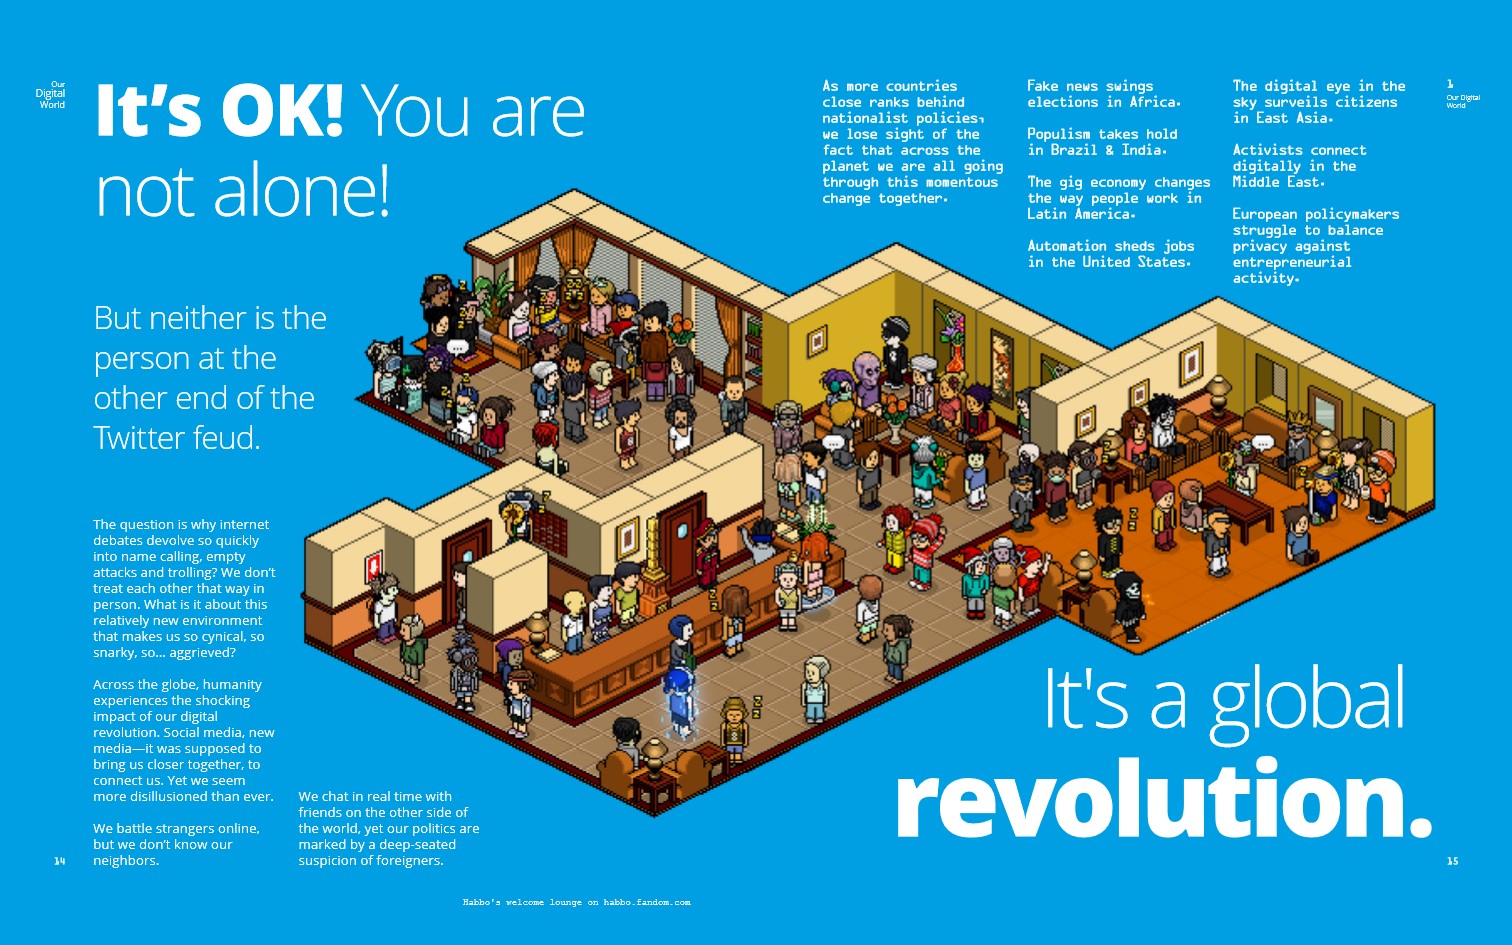 Our
Digital
World
It's OK! You are
not alone!
But neither is the
person at the
other end of the
Twitter feud.
The question is why internet
debates devolve so quickly
into name calling, empty
attacks and trolling? We don't
treat each other that way in
person. What is it about this
relatively new environment
that makes us so cynical, so
snarky, so... aggrieved?
Across the globe, humanity
experiences the shocking
impact of our digital
revolution. Social media, new
media—it was supposed to
bring us closer together, to
connect us. Yet we seem
more disillusioned than ever.
We battle strangers online,
but we don't know our
neighbors.
We chat in real time with
friends on the other side of
the world, yet our politics are
marked by a deep-seated
suspicion of foreigners.
14
Habbo's welcome lounge on habbo.fandom.com
As more countries
close ranks behind
nationalist policies,
we lose sight of the
fact that across the
planet we are all going
through this momentous
change together.
Fake news swings
elections in Africa.
Populism takes hold
in Brazil & India.
The gig economy changes
the way people work in
Latin America.
Automation sheds jobs
in the United States.
The digital eye in the
sky surveils citizens
in East Asia.
Activists connect
digitally in the
Middle East.
European policymakers
struggle to balance
privacy against
entrepreneurial
activity.
1
Our Digital
World
It's a global
revolution.
15